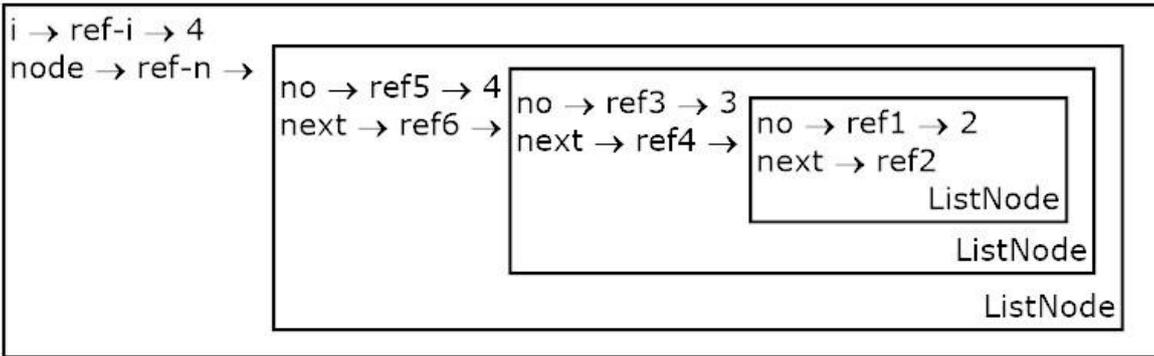 i → ref-i → 4
node → ref-n →
no → ref5 → 4
next → ref6 →
no → ref3 → 3
next → ref4 →
no → ref1 → 2
next → ref2
ListNode
ListNode
ListNode